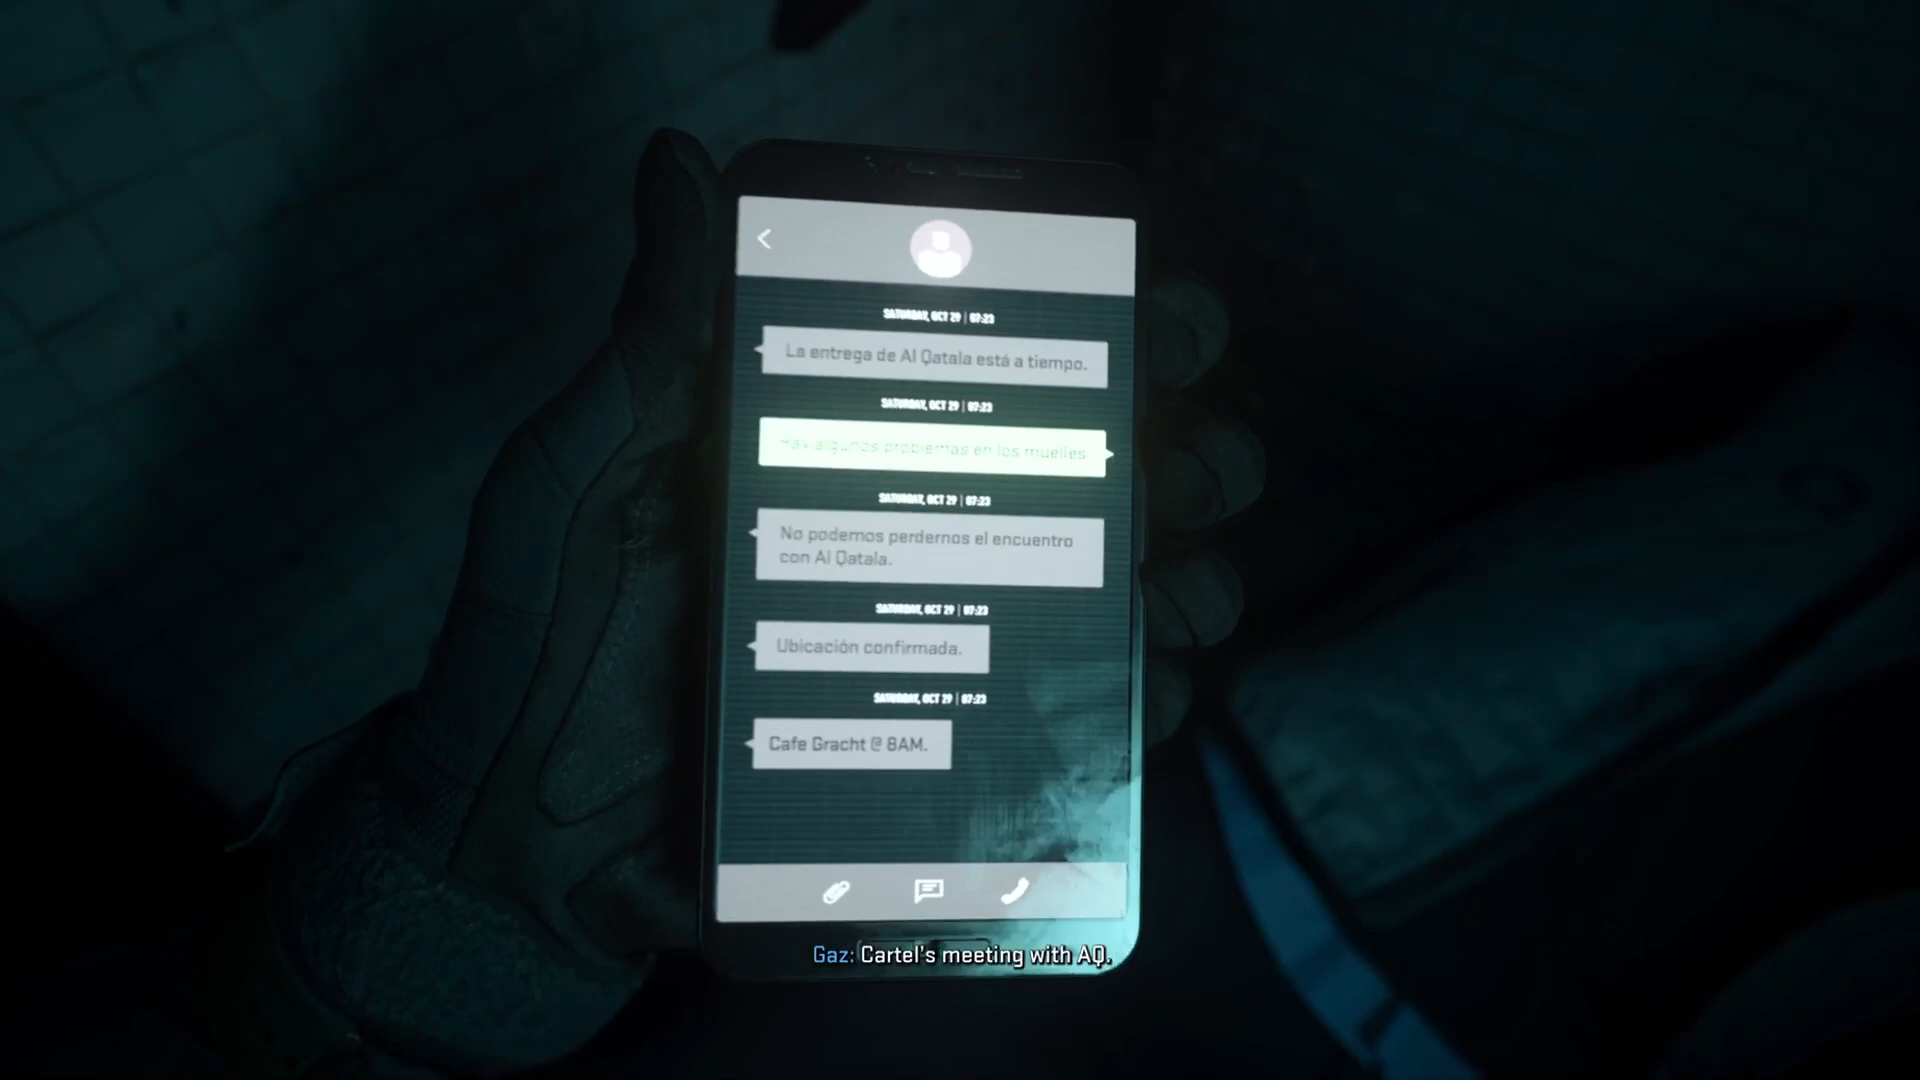 SATURDAY, OCT 29 | 07:23
La entrega de Al Qatala está a tiempo.
SATURDAY, OCT 29 | 07:23
Hay algunos problemas en los muelles
SATURDAY, OCT 29 | 07:23
No podemos perdernos el encuentro
con Al Qatala.
SATURDAY, OCT 29 | 07:23
Ubicación confirmada.
SATURDAY, OCT 29 | 07:23
Cafe Gracht @ 8AM.
Gaz: Cartel's meeting with AQ.